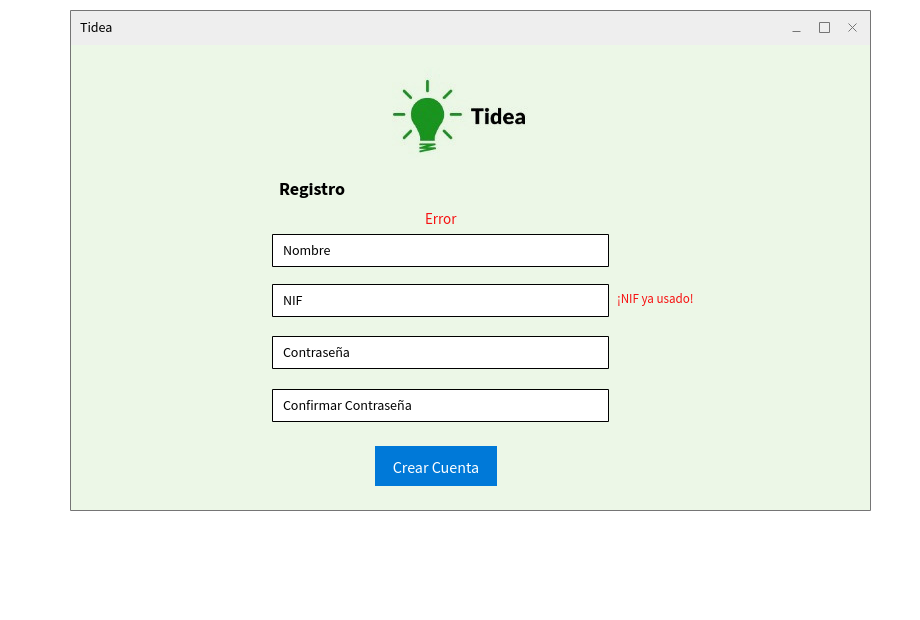 Tidea
Tidea
Registro
Error
Nombre
NIF
¡NIF ya usado!
Contraseña
Confirmar Contraseña
Crear Cuenta